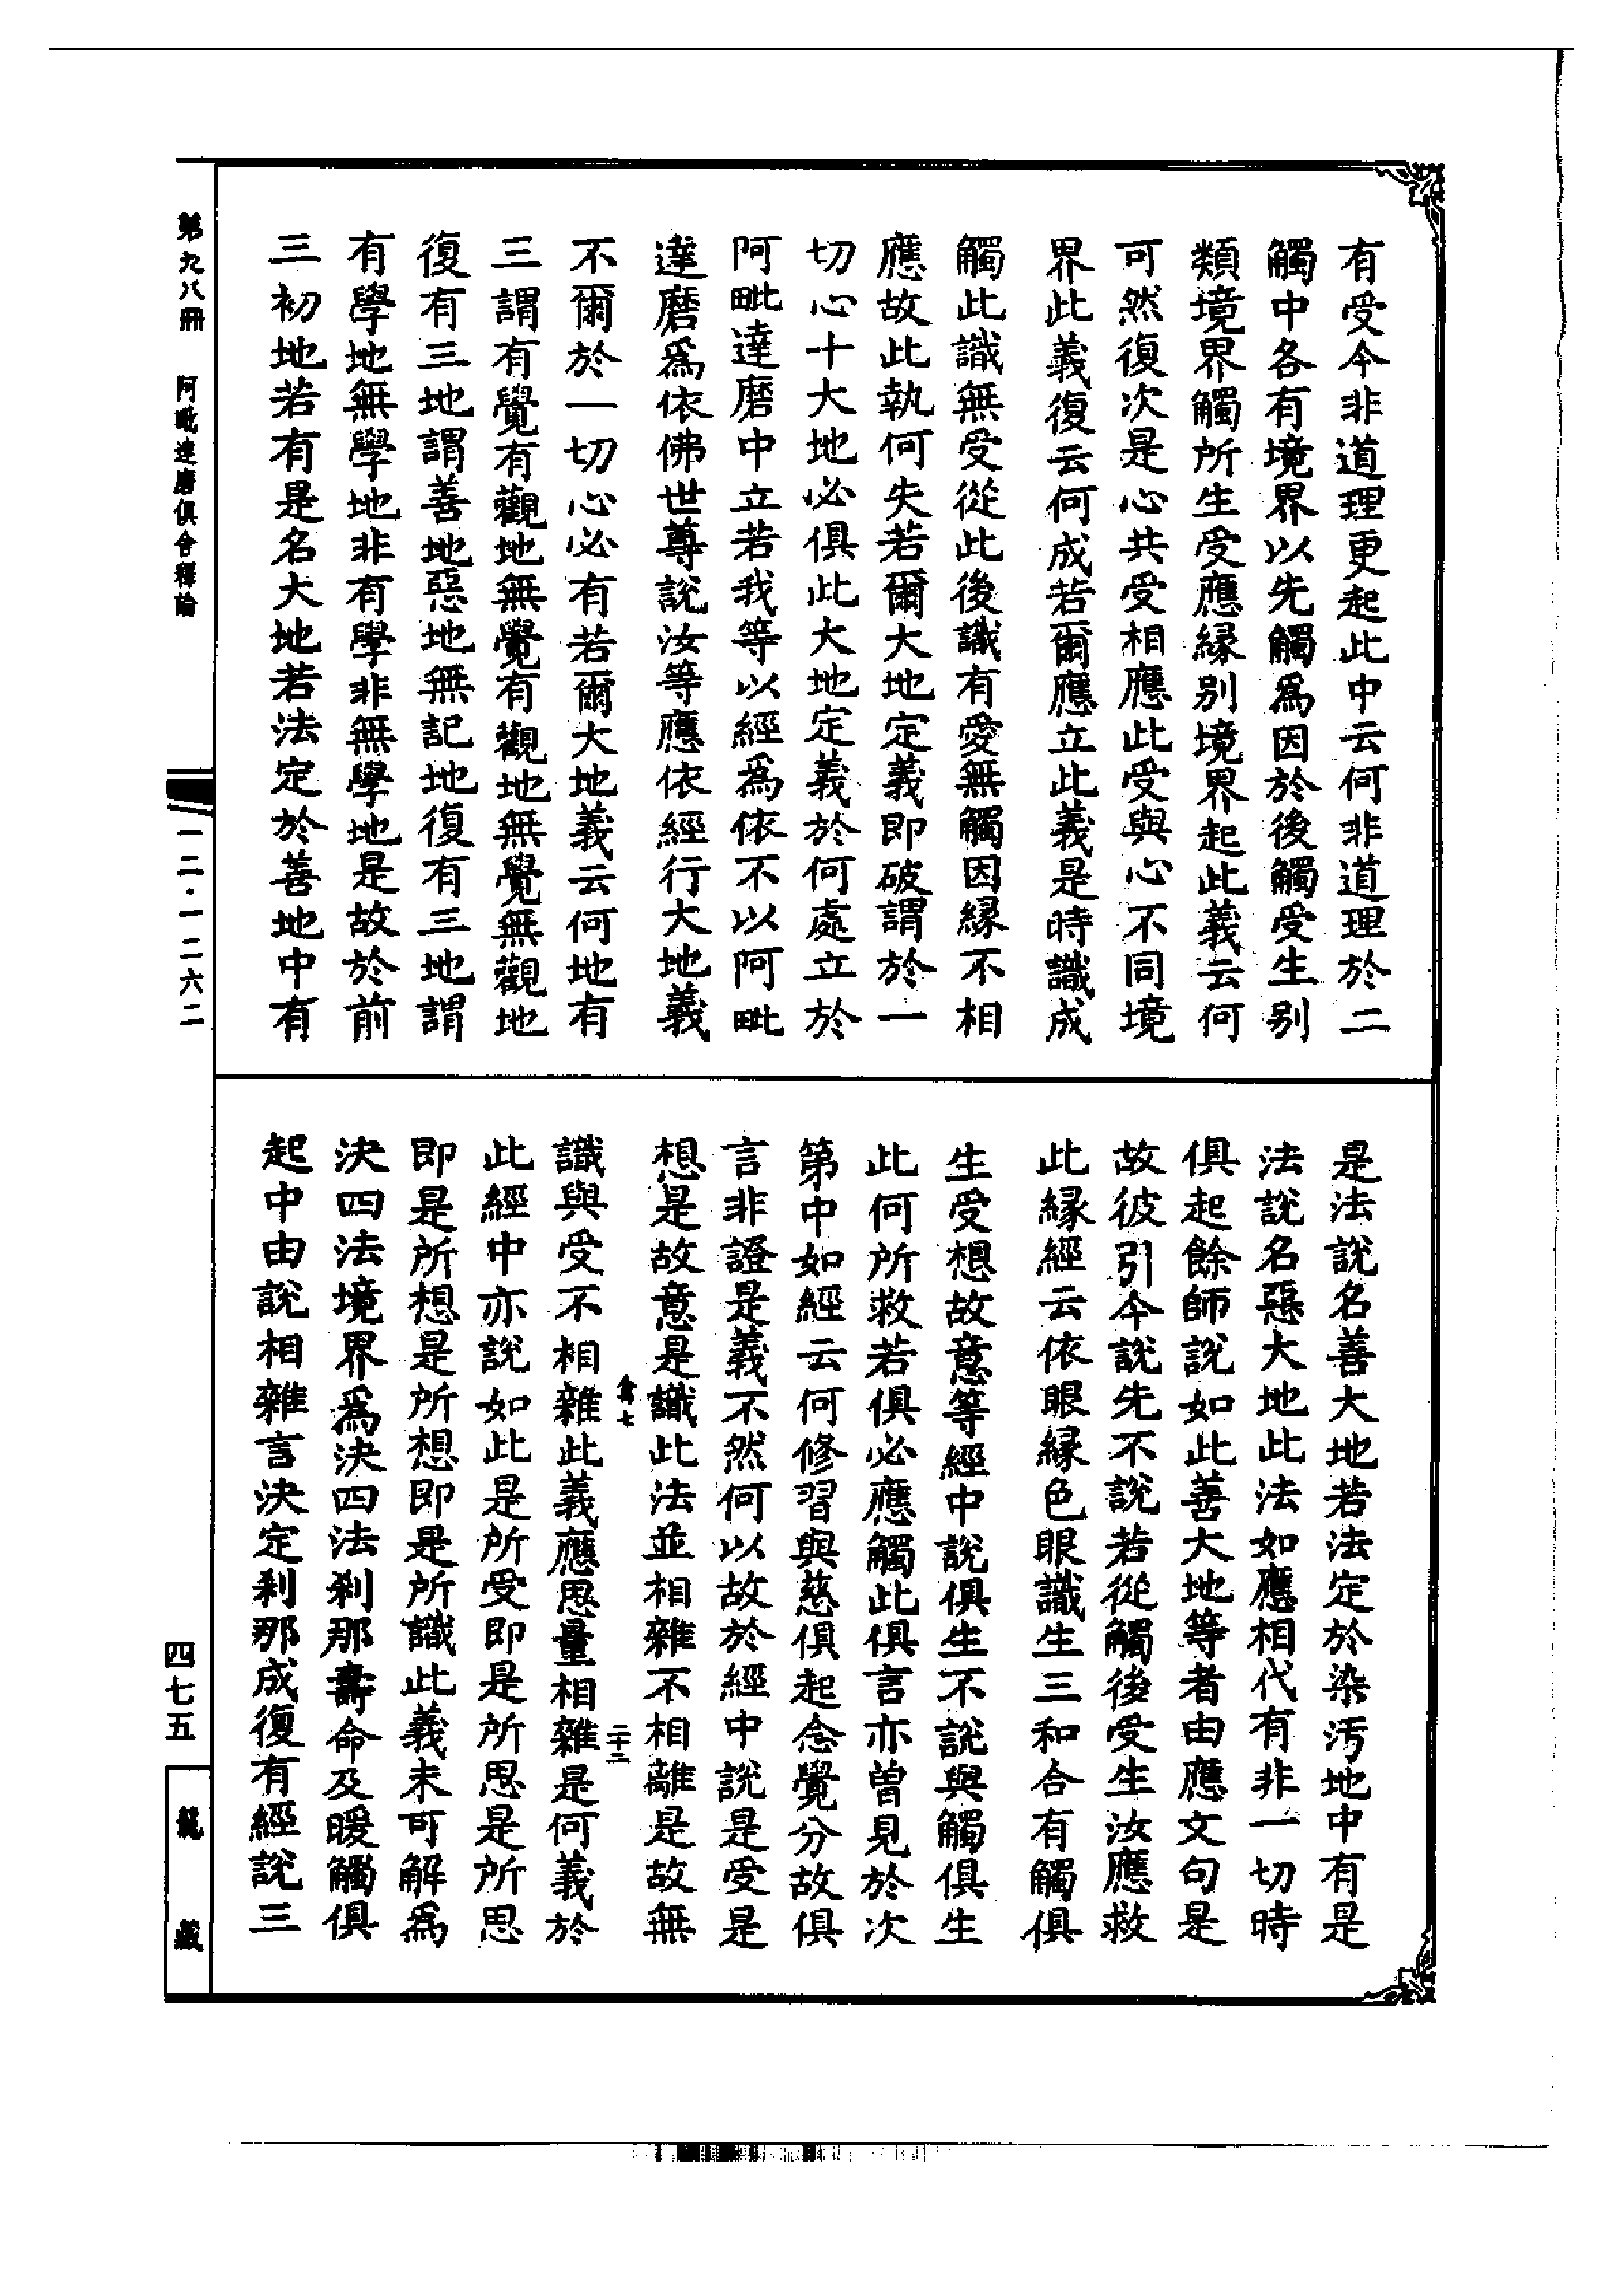 有受今非道理更起此中云何非道理於二
觸中各有境界以先觸爲因於後觸受生别
類境界觸所生受應緣别境界起此義云何
可然復次是心共受相應此受與心不同境
界此義復云何成若爾應立此義是時識成
觸此識無受從此後識有愛無觸因緣不相
應故此執何失若爾大地定義即破謂於一
切心十大地必俱此大地定義於何處立於
阿毗達磨中立若我等以經爲依不以阿毗
達磨爲依佛世尊說汝等應依經行大地義
不爾於一切心必有若爾大地義云何地有
三謂有覺有觀地無覺有觀地無覺無觀地
復有三地謂善地惡地無記地復有三地謂
有學地無學地非有學非無學地是故於前
三初地若有是名大地若法定於善地中有
是法說名善大地若法定於染汚地中有是
法說名惡大地此法如應相代有非一切時
俱起餘師說如此善大地等者由應文句是
故彼引今說先不說若從觸後受生汝應救
此緣經云依眼緣色眼識生三和合有觸俱
生受想故意等經中說俱生不說與觸俱生
此何所救若俱必應觸此俱言亦曾見於次
第中如經云何修習與慈俱起念覺分故俱
言非證是義不然何以故於經中說是受是
想是故意是識此法並相雜不相離是故無
弇七
二十二
識與受不相雜此義應思量相雜是何義於
此經中亦說如此是所受即是所思是所思
即是所想是所想即是所識此義未可解爲
決四法境界爲決四法刹那壽命及暖觸俱
起中由說相雜言決定刹那成復有經說三
第九八冊
阿毗達磨俱舍釋論
一二·一二六二
四七五
龍藏